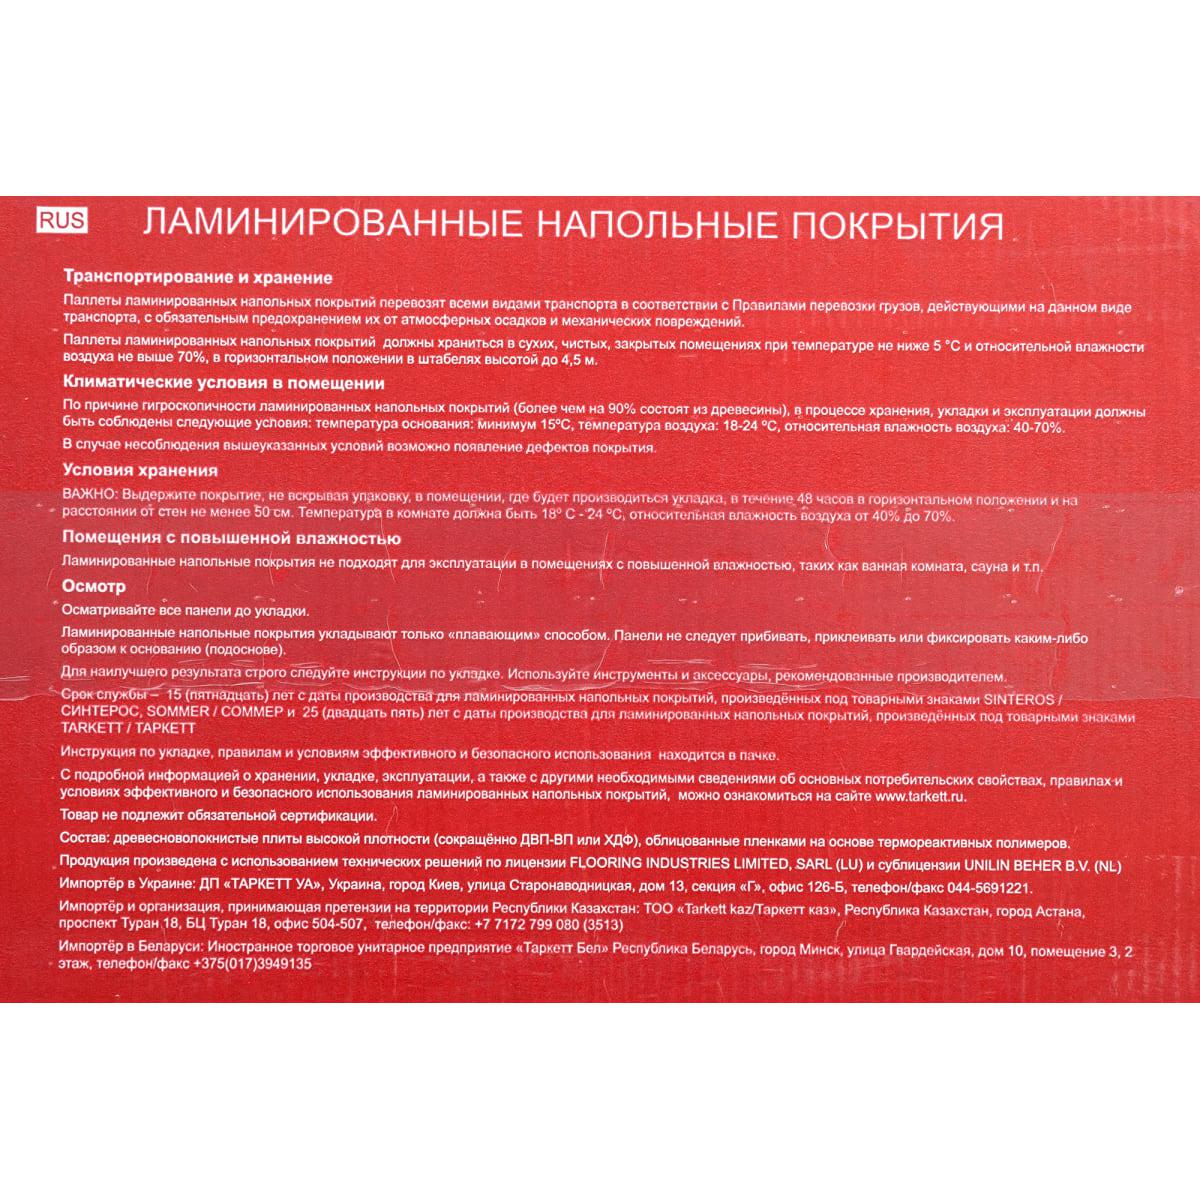 RUS ЛАМИНИРОВАННЫЕ НАПОЛЬНЫЕ ПОКРЫТИЯ
Транспортирование и хранение
Паллеты ламинированных напольных покрытий перевозят всеми видами транспорта в соответствии с Правилами перевозки грузов, действующими на данном виде
транспорта, с обязательным предохранением их от атмосферных осадков и механических повреждений.
Паллеты ламинированных напольных покрытий должны храниться в сухих, чистых, закрытых помещениях при температуре не ниже 5 °С и относительной влажности
воздуха не выше 70%, в горизонтальном положении в штабелях высотой до 4,5 м.
Климатические условия в помещении
По причине гигроскопичности ламинированных напольных покрытий (более чем на 90% состоят из древесины), в процессе хранения, укладки и эксплуатации должны
быть соблюдены следующие условия: температура основания: минимум 15ºС, температура воздуха: 18-24 ºС, относительная влажность воздуха: 40-70%.
В случае несоблюдения вышеуказанных условий возможно появление дефектов покрытия.
Условия хранения
ВАЖНО: Выдержите покрытие, не вскрывая упаковку, в помещении, где будет производиться укладка, в течение 48 часов в горизонтальном положении и на
расстоянии от стен не менее 50 см. Температура в комнате должна быть 18º С - 24 ºС, относительная влажность воздуха от 40% до 70%.
Помещения с повышенной влажностью
Ламинированные напольные покрытия не подходят для эксплуатации в помещениях с повышенной влажностью, таких как ванная комната, сауна и т.п.
Осмотр
Осматривайте все панели до укладки.
Ламинированные напольные покрытия укладывают только «плавающим» способом. Панели не следует прибивать, приклеивать или фиксировать каким-либо
образом к основанию (подоснове).
Для наилучшего результата строго следуйте инструкции по укладке. Используйте инструменты и аксессуары, рекомендованные производителем.
Срок службы – 15 (пятнадцать) лет с даты производства для ламинированных напольных покрытий, произведённых под товарными знаками SINTEROS /
СИНТЕРОС, SOMMER / СОММЕР и 25 (двадцать пять) лет с даты производства для ламинированных напольных покрытий, произведённых под товарными знаками
TARKETT / ТАРКЕТТ
Инструкция по укладке, правилам и условиям эффективного и безопасного использования находится в пачке.
С подробной информацией о хранении, укладке, эксплуатации, а также с другими необходимыми сведениями об основных потребительских свойствах, правилах и
условиях эффективного и безопасного использования ламинированных напольных покрытий, можно ознакомиться на сайте www.tarkett.ru.
Товар не подлежит обязательной сертификации.
Состав: древесноволокнистые плиты высокой плотности (сокращённо ДВП-ВП или ХДФ), облицованные пленками на основе термореактивных полимеров.
Продукция произведена с использованием технических решений по лицензии FLOORING INDUSTRIES LIMITED, SARL (LU) и сублицензии UNILIN BEHER B.V. (NL)
Импортёр в Украине: ДП «ТАРКЕТТ УА», Украина, город Киев, улица Старонаводницкая, дом 13, секция «Г», офис 126-Б, телефон/факс 044-5691221.
Импортёр и организация, принимающая претензии на территории Республики Казахстан: ТОО «Tarkett kaz/Таркетт каз», Республика Казахстан, город Астана,
проспект Туран 18, БЦ Туран 18, офис 504-507, телефон/факс: +7 7172 799 080 (3513)
Импортёр в Беларуси: Иностранное торговое унитарное предприятие «Таркетт Бел» Республика Беларусь, город Минск, улица Гвардейская, дом 10, помещение 3, 2
этаж, телефон/факс +375(017)3949135